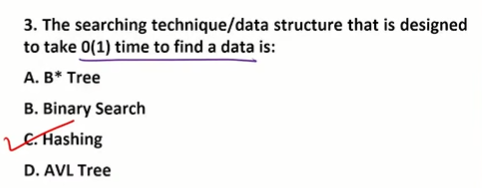 3. The searching technique/data structure that is designed
to take 0(1) time to find a data is:
A. B* Tree
B. Binary Search
C. Hashing
D. AVL Tree